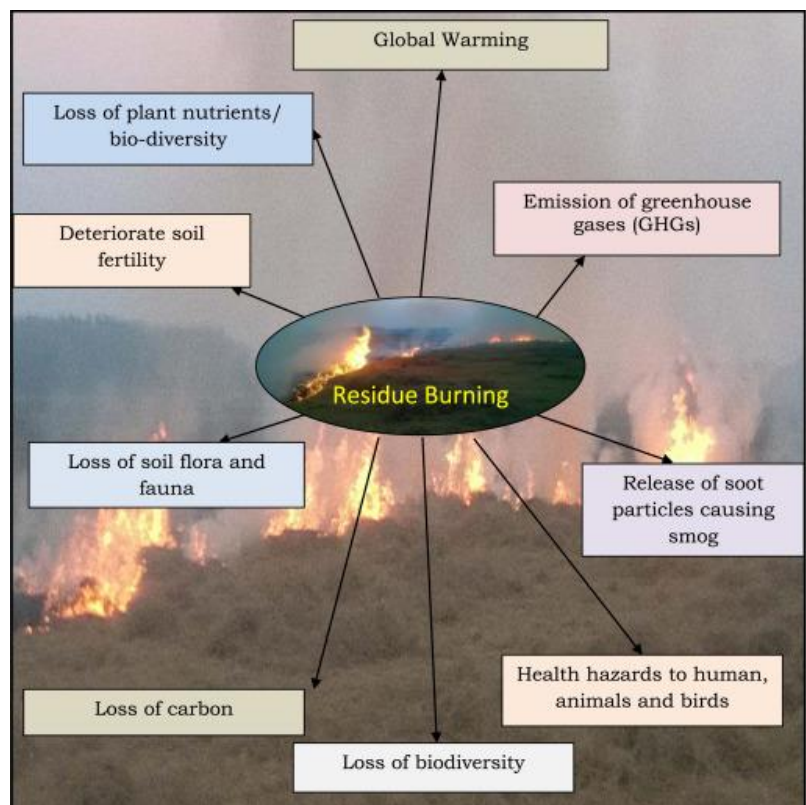 Global Warming
Loss of plant nutrients/
bio-diversity
Emission of greenhouse
gases (GHGs)
Deteriorate soil
fertility
Residue Burning
Loss of soil flora and
fauna
Release of soot
particles causing
smog
Health hazards to human,
animals and birds
Loss of carbon
Loss of biodiversity